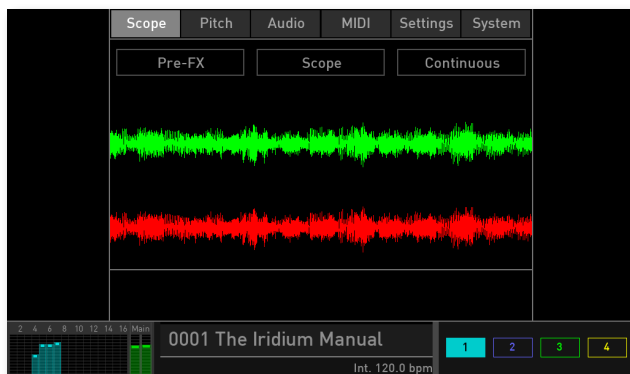 Scope Pitch Audio MIDI Settings System
Pre-FX Scope Continuous
2 4 6 8 10 12 14 16 Main
0001 The Iridium Manual
1 2 3 4
Int. 120.0 bpm